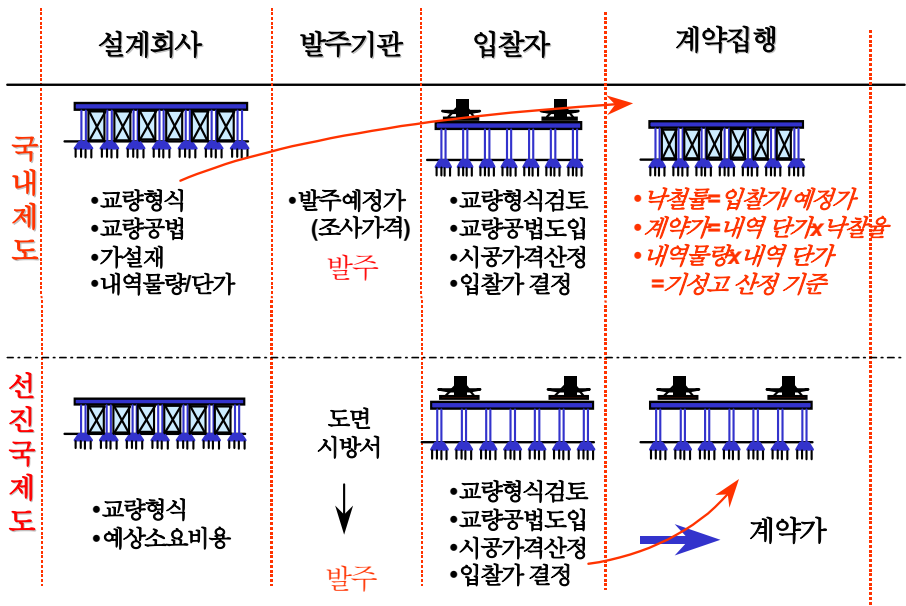 설계회사
발주기관
입찰자
계약집행
국내제도
•교량형식
•교량공법
•가설재
•내역물량/단가
•발주예정가
(조사가격)
발주
•교량형식검토
•교량공법도입
•시공가격산정
•입찰가 결정
•낙철률=입찰가/예정가
•계약가=내역 단가x낙찰율
•내역물량x내역 단가
=기성고 산정 기준
선진국제도
•교량형식
•예상소요비용
도면
시방서
발주
•교량형식검토
•교량공법도입
•시공가격산정
•입찰가 결정
계약가